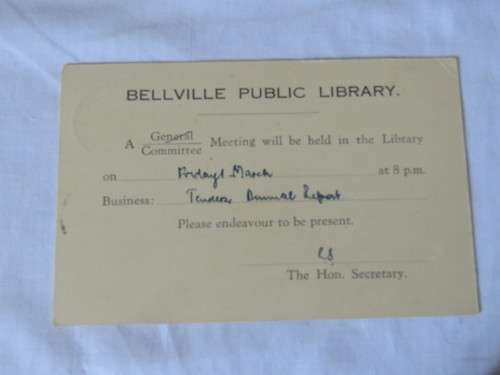 BELLVILLE PUBLIC LIBRARY.
A General Committee Meeting will be held in the Library
on Friday 1 March at 8 p.m.
Business: Annual Report
Please endeavour to be present.
The Hon. Secretary.